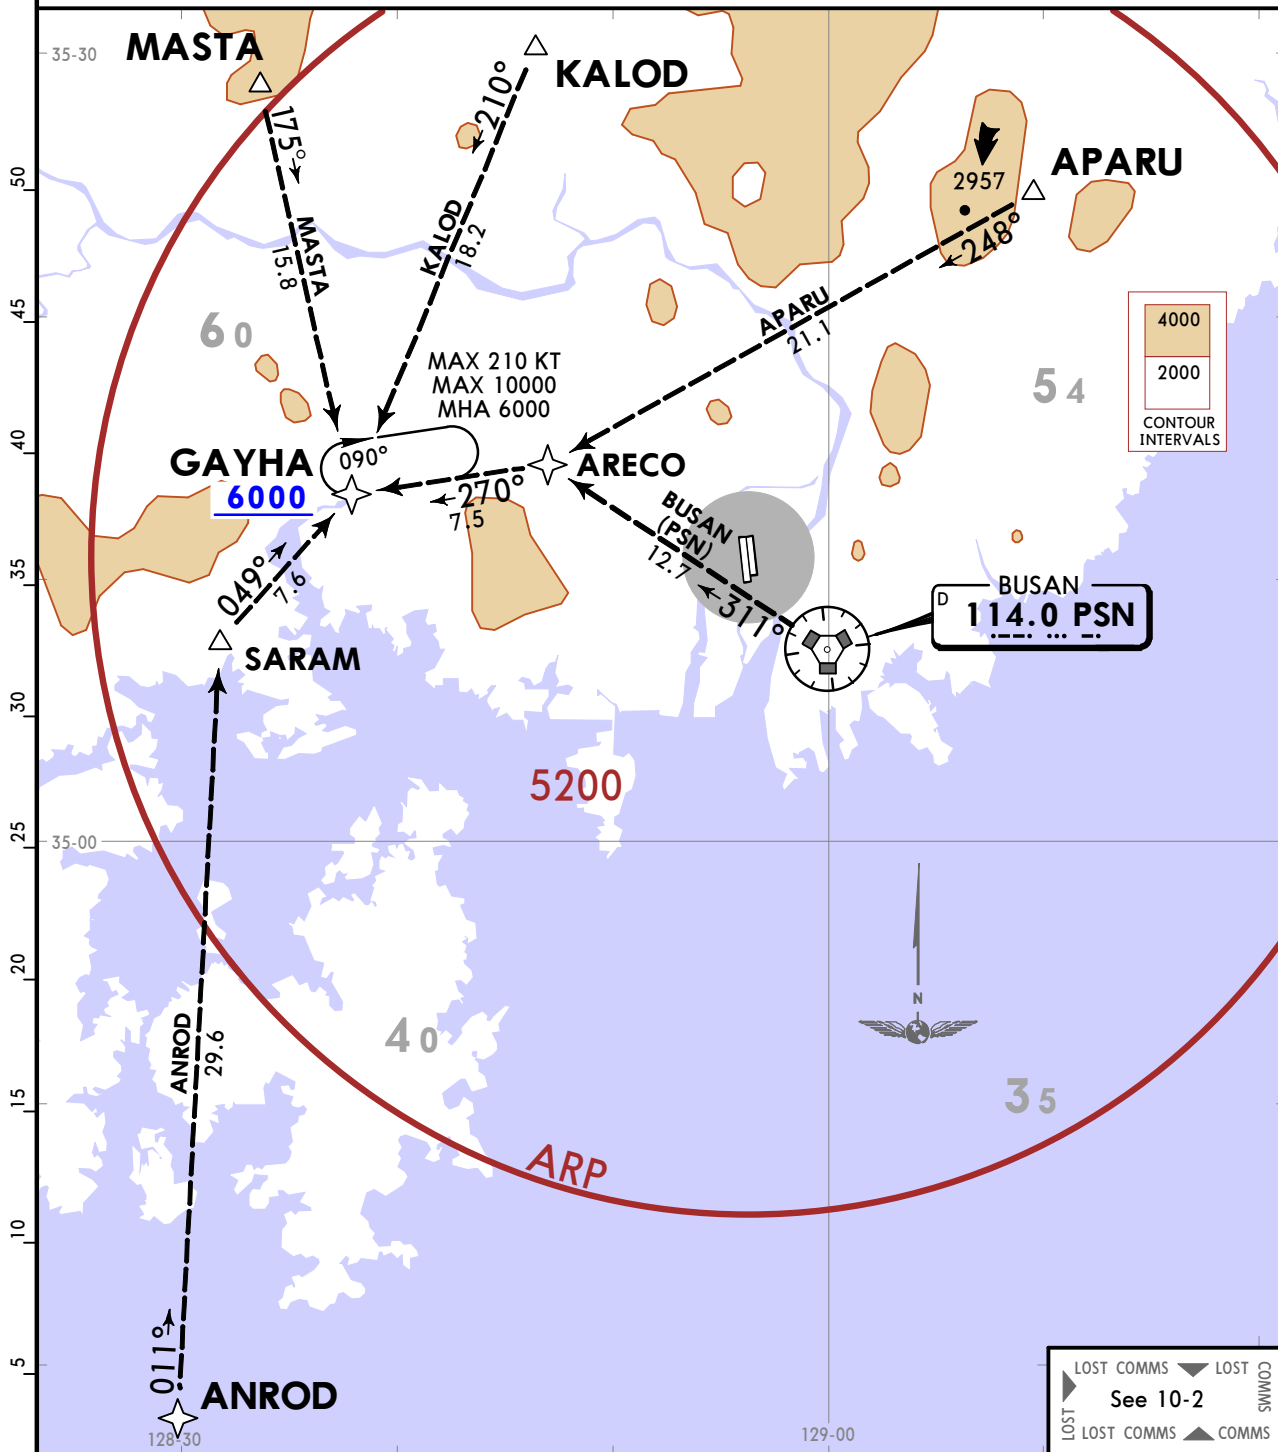 35-30
MASTA
KALOD
175°
210°
2957
APARU
50
MASTA
15.8
KALOD
18.2
248°
APARU
21.1
45
60
MAX 210 KT
MAX 10000
MHA 6000
54
4000
2000
CONTOUR
INTERVALS
40
GAYHA
6000
090°
ARECO
270°
7.5
BUSAN
(PSN)
12.7
311°
35
049°
7.6
BUSAN
D
114.0 PSN
SARAM
30
5200
25
35-00
20
N
ANROD
29.6
40
35
15
ARP
10
5
011°
ANROD
128-30
129-00
LOST COMMS
LOST COMMS
See 10-2
LOST
LOST COMMS
COMMS